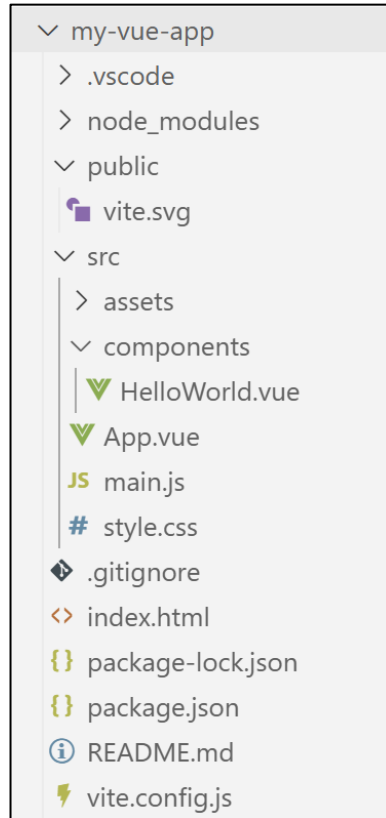 my-vue-app
.vscode
node_modules
public
vite.svg
src
assets
components
HelloWorld.vue
App.vue
JS main.js
# style.css
.gitignore
<> index.html
{} package-lock.json
{} package.json
README.md
vite.config.js